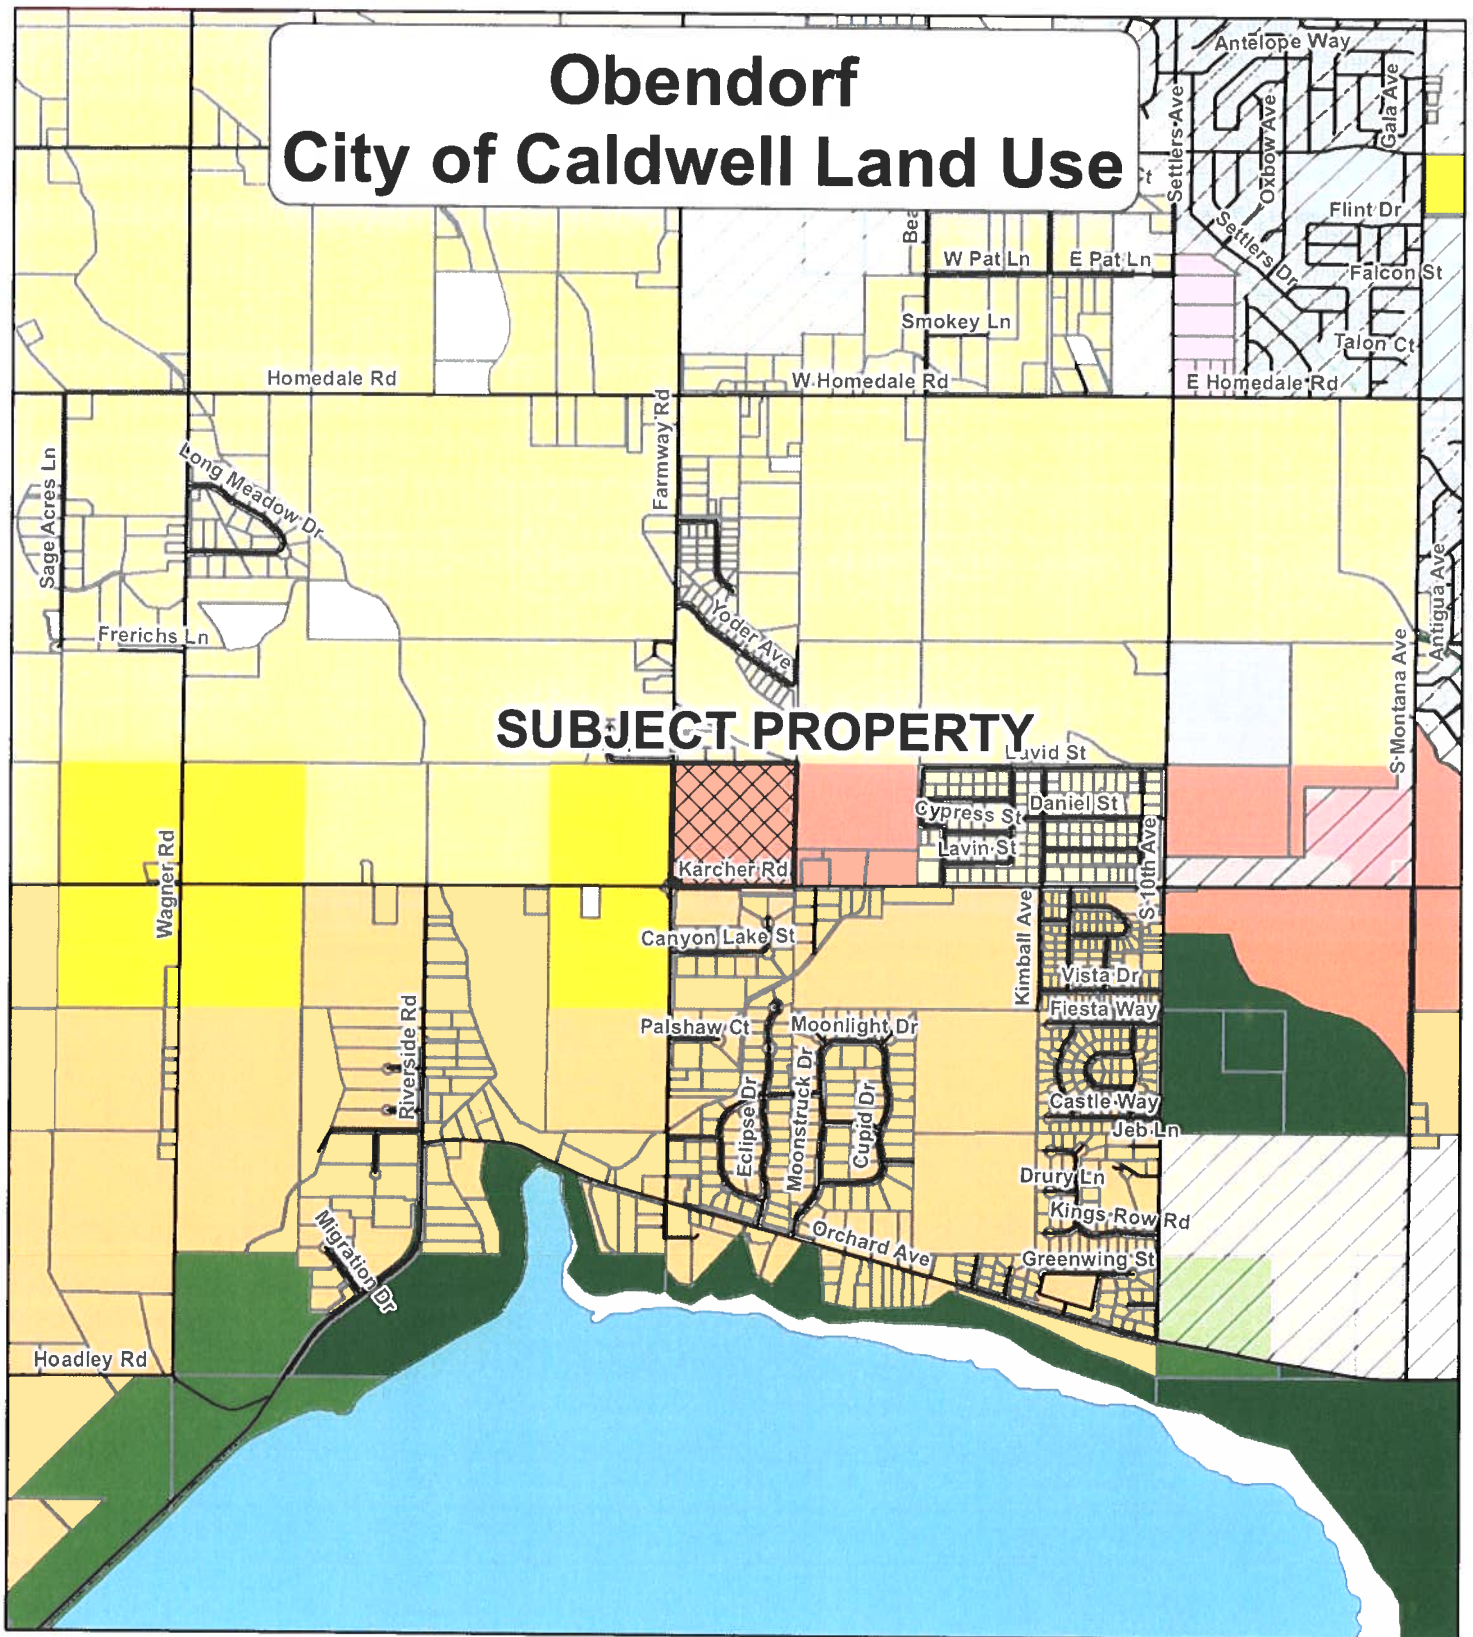 Obendorf
City of Caldwell Land Use
Antelope Way
Gala Ave
Settlers Ave
Oxbow Ave
Flint Dr
Settlers Dr
W Pat Ln
E Pat Ln
Falcon St
Smokey Ln
Talon Ct
Homedale Rd
W Homedale Rd
E Homedale Rd
Farmway Rd
Sage Acres Ln
Long Meadow Dr
Antigua Ave
Frerichs Ln
Yoder Ave
S Montana Ave
SUBJECT PROPERTY
David St
Cypress St
Daniel St
Lavin St
Wagner Rd
Karcher Rd
S 10th Ave
Canyon Lake St
Kimball Ave
Vista Dr
Fiesta Way
Palshaw Ct
Moonlight Dr
Riverside Rd
Eclipse Dr
Moonstruck Dr
Cupid Dr
Castle Way
Jeb Ln
Drury Ln
Kings Row Rd
Migration Dr
Orchard Ave
Greenwing St
Hoadley Rd